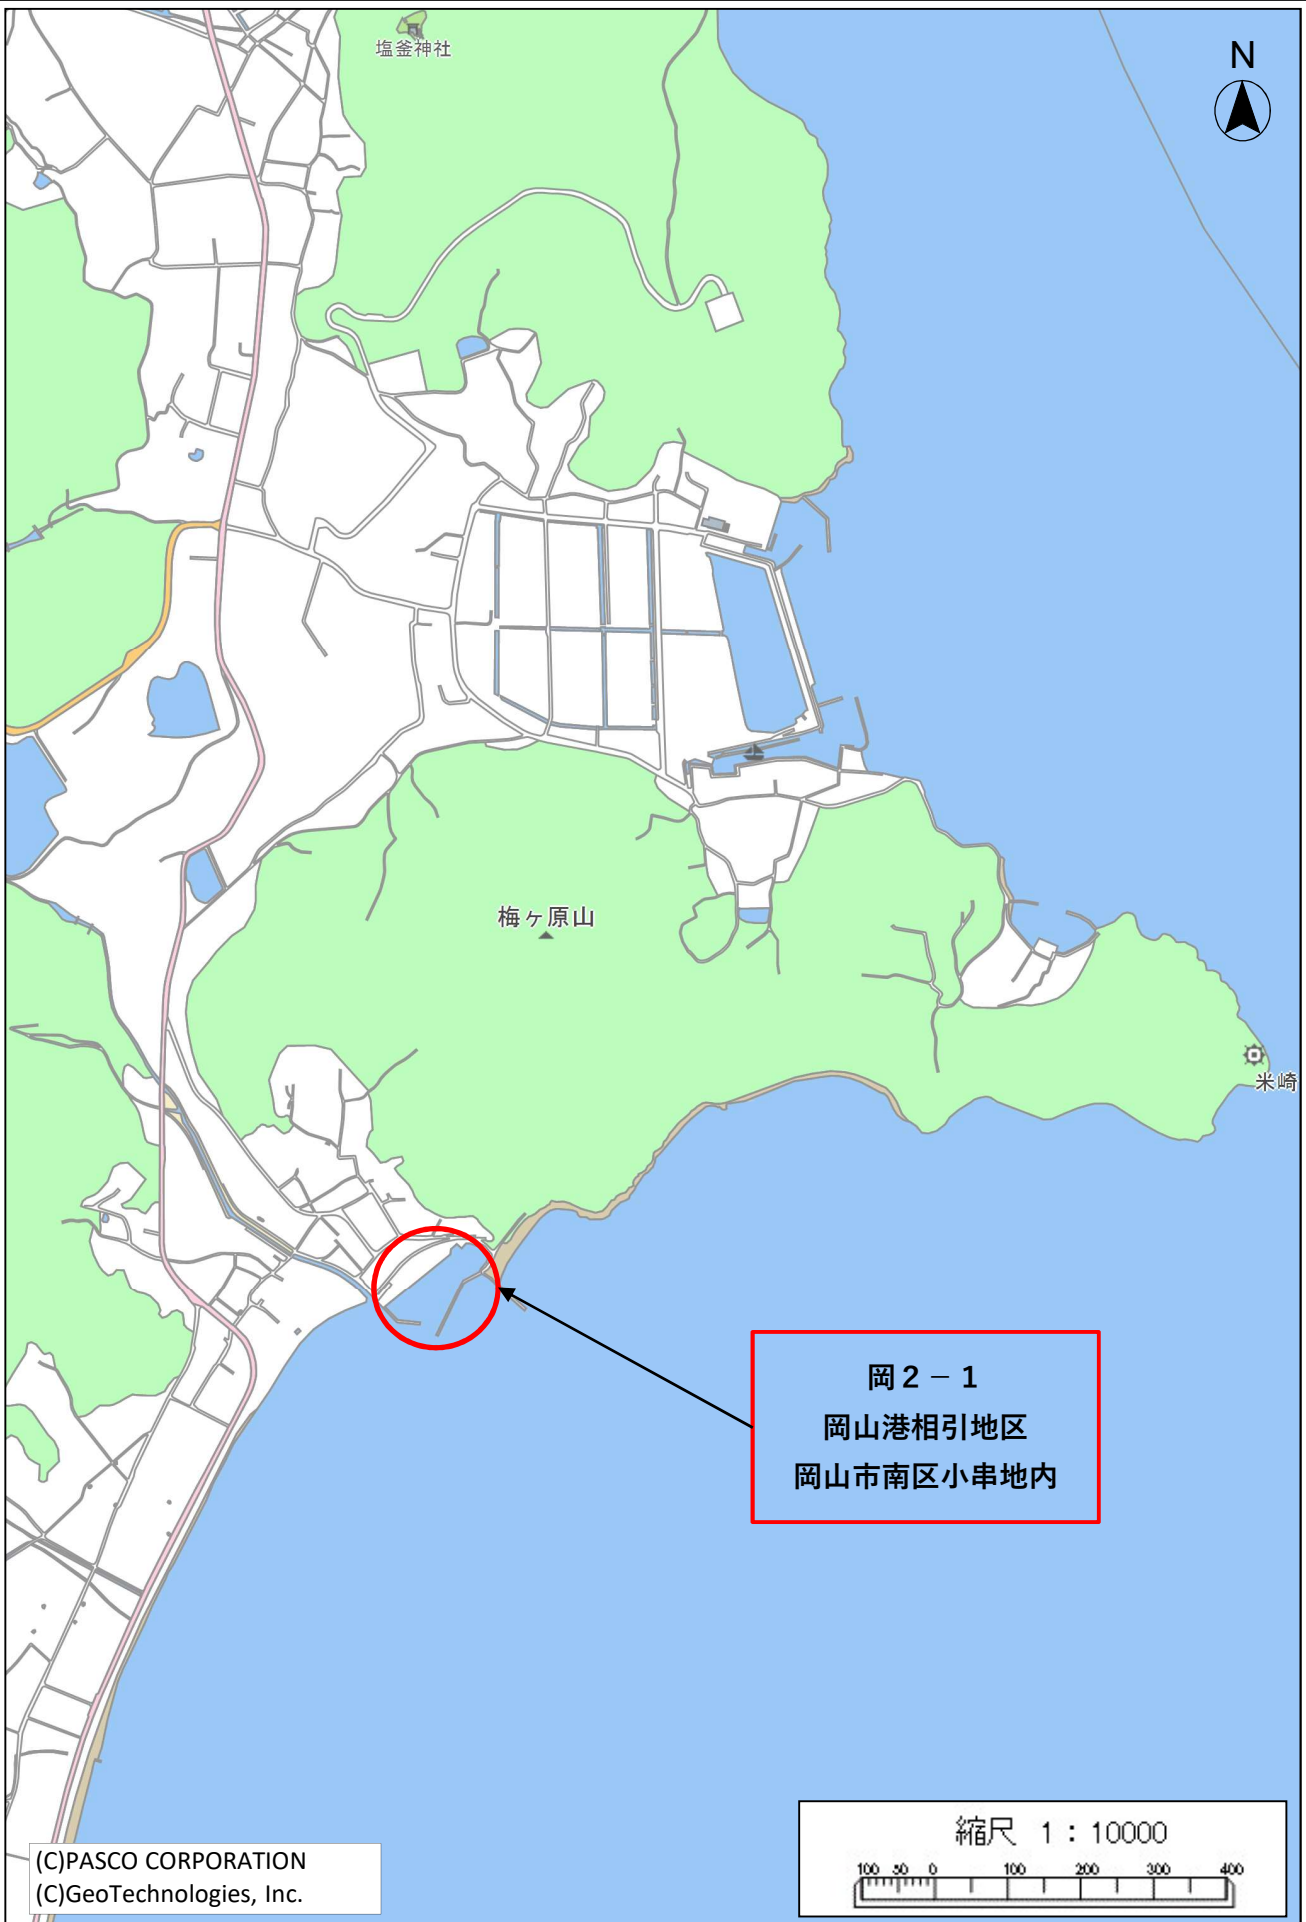 塩釜神社
N
梅ヶ原山
米崎
岡２－１
岡山港相引地区
岡山市南区小串地内
縮尺 1：10000
100 50 0 100 200 300 400
(C)PASCO CORPORATION
(C)GeoTechnologies, Inc.